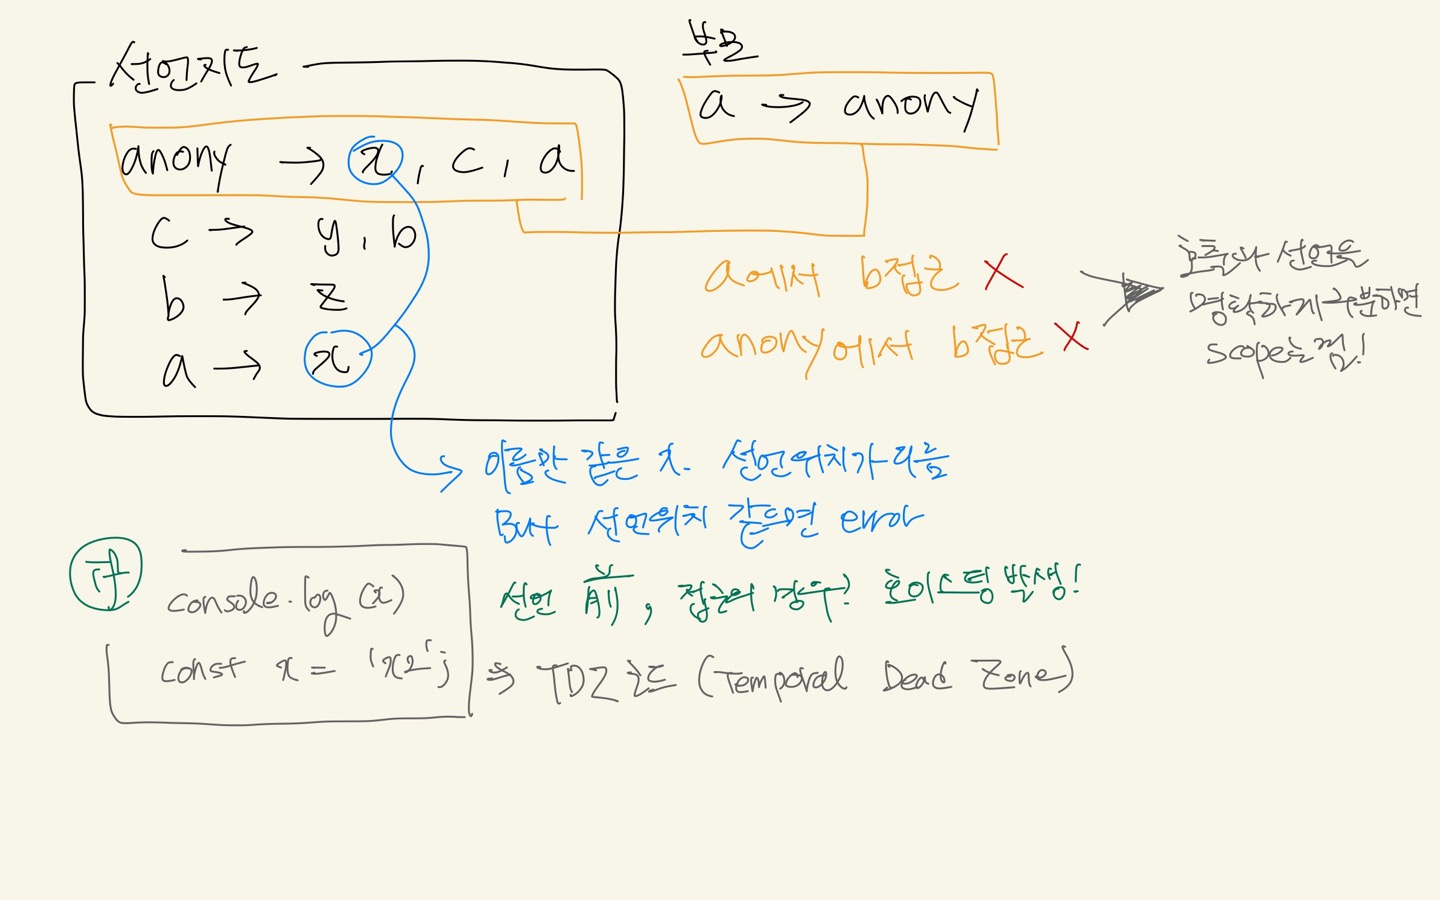 선언지도
anony → x, c, a
c → y, b
b → z
a → x
부모
a → anony
a에서 b접근 X
anony에서 b접근 X
호출과 선언을
명확하게 구분하면
scope는 껌!
이름만 같은 x. 선언위치가 다름
But 선언위치 같으면 error
console.log (x)
const x = 'x2';
선언 前, 접근의 경우? 호이스팅 발생!
⇒ TDZ 코드 (Temporal Dead Zone)